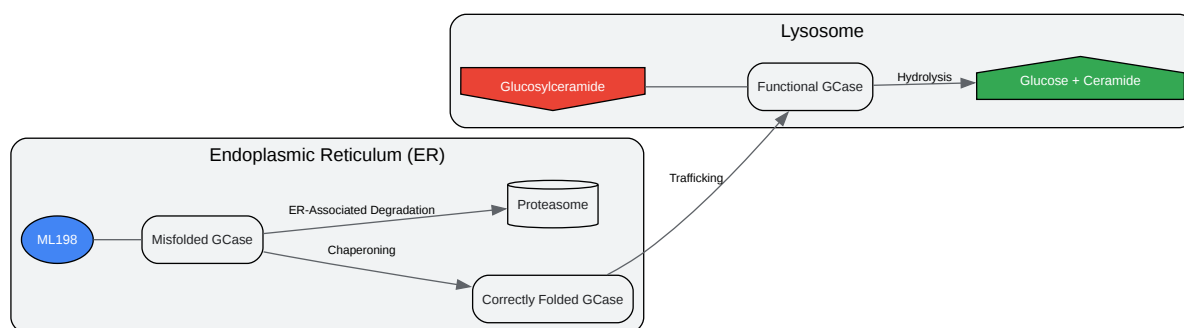 Lysosome
Glucosylceramide
Functional GCase
Hydrolysis
Glucose + Ceramide
Trafficking
Endoplasmic Reticulum (ER)
ML198
Misfolded GCase
ER-Associated Degradation
Proteasome
Chaperoning
Correctly Folded GCase